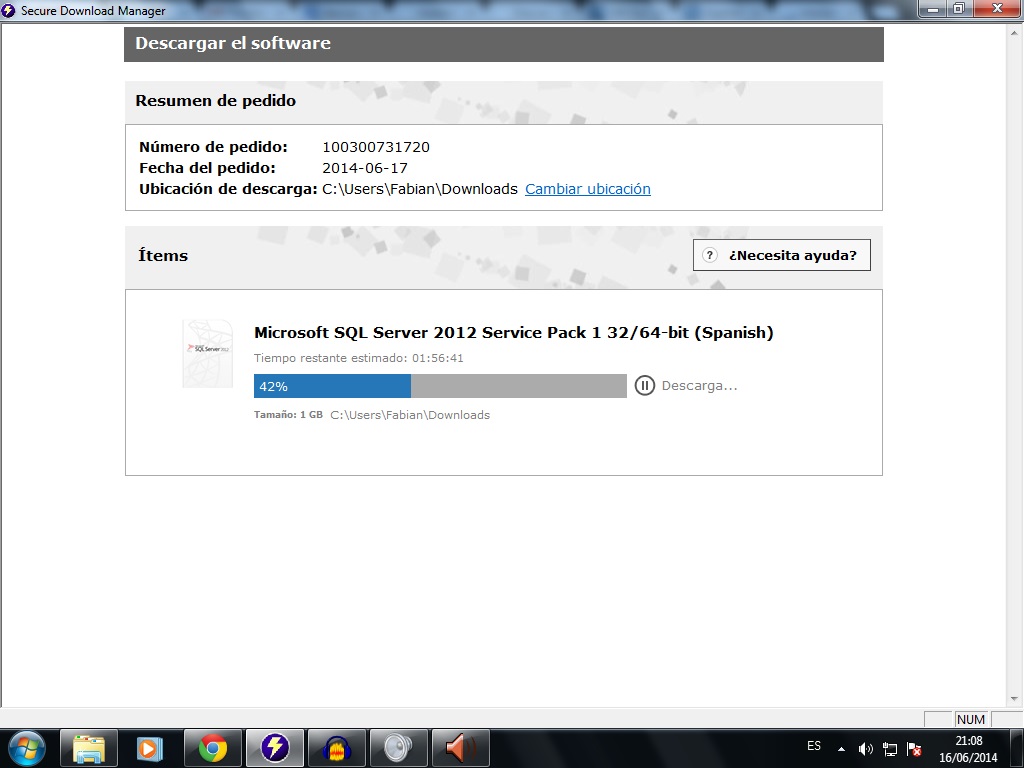 Secure Download Manager
Descargar el software
Resumen de pedido
Número de pedido: 100300731720
Fecha del pedido: 2014-06-17
Ubicación de descarga: C:\Users\Fabian\Downloads Cambiar ubicación
Ítems
? ¿Necesita ayuda?
Microsoft SQL Server 2012 Service Pack 1 32/64-bit (Spanish)
SQL Server
Tiempo restante estimado: 01:56:41
42% Descarga...
Tamaño: 1 GB C:\Users\Fabian\Downloads
NUM
ES
21:08
16/06/2014